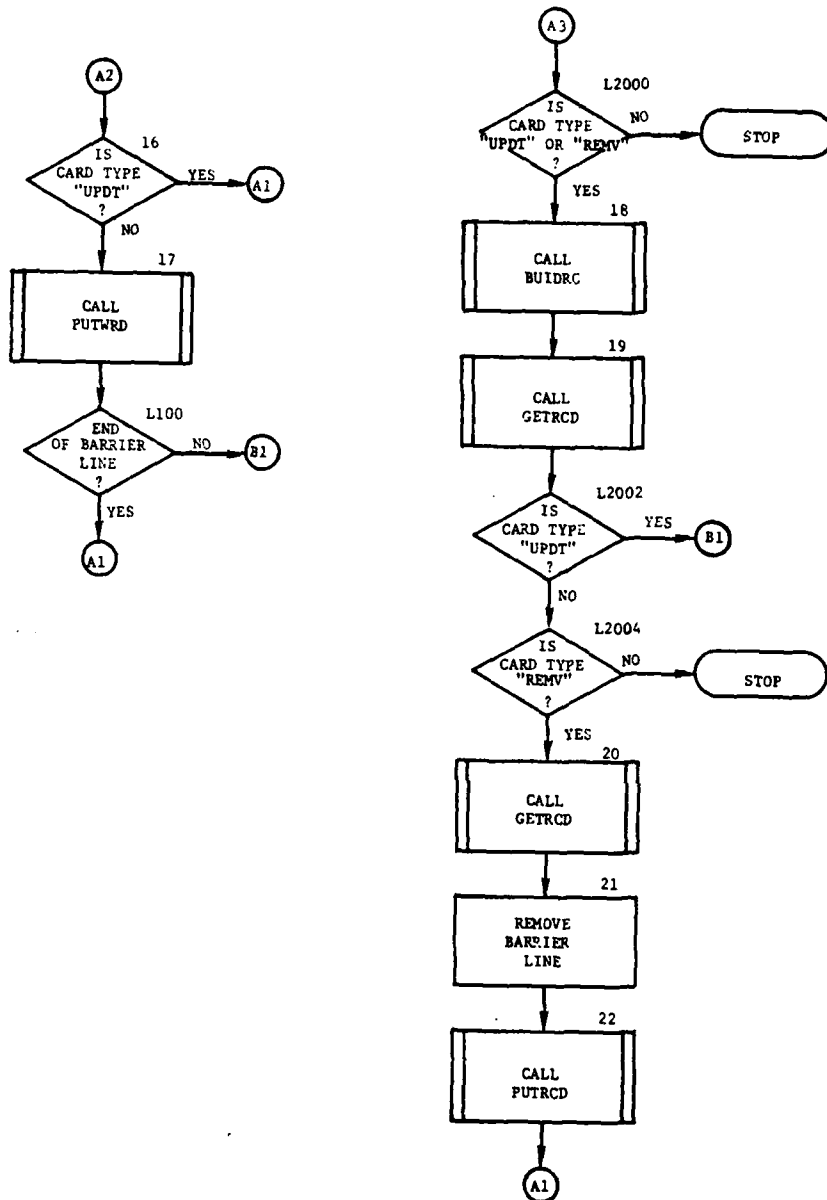 A2
16
IS
CARD TYPE
"UPDT"
?
YES
A1
NO
17
CALL
PUTWRD
L100
END
OF BARRIER
LINE
?
NO
B1
YES
A1
A3
L2000
IS
CARD TYPE
"UPDT" OR "REMV"
?
NO
STOP
YES
18
CALL
BUIDRC
19
CALL
GETRCD
L2002
IS
CARD TYPE
"UPDT"
?
YES
B1
NO
L2004
IS
CARD TYPE
"REMV"
?
NO
STOP
YES
20
CALL
GETRCD
21
REMOVE
BARRIER
LINE
22
CALL
PUTRCD
A1